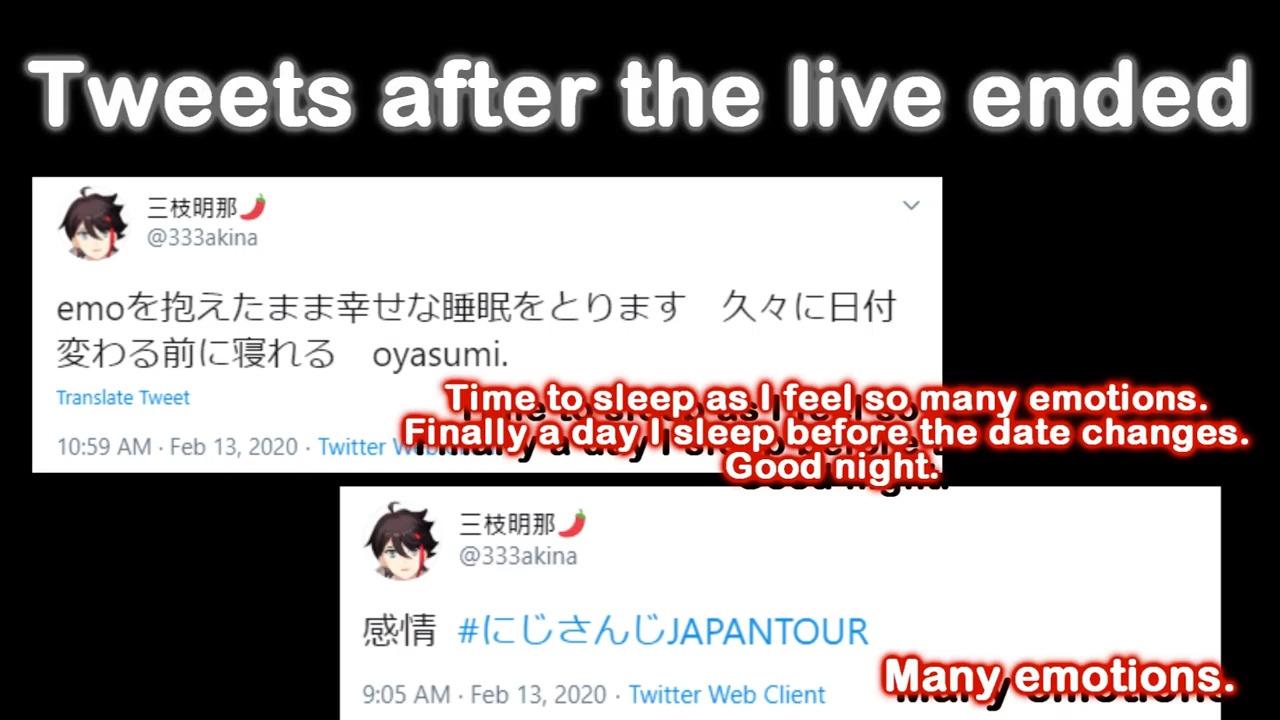 Tweets after the live ended
三枝明那🌶️
@333akina
emoを抱えたまま幸せな睡眠をとります　久々に日付
変わる前に寝れる　oyasumi.
Translate Tweet
10:59 AM · Feb 13, 2020 · Twitter
Time to sleep as I feel so many emotions.
Finally a day I sleep before the date changes.
Good night.
三枝明那🌶️
@333akina
感情 #にじさんじJAPANTOUR
9:05 AM · Feb 13, 2020 · Twitter Web Client
Many emotions.